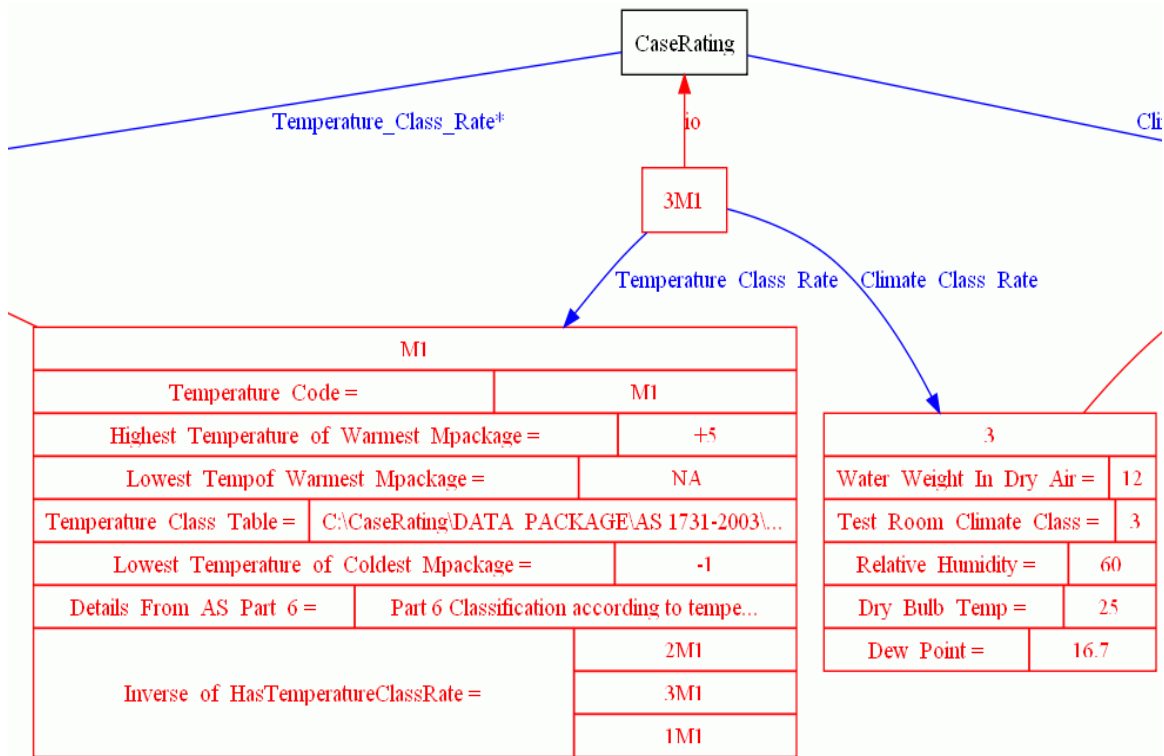 CaseRating
Temperature_Class_Rate*
io
3M1
Temperature Class Rate
Climate Class Rate
M1
Temperature Code =
M1
Highest Temperature of Warmest Mpackage =
+5
Lowest Tempof Warmest Mpackage =
NA
Temperature Class Table =
C:\CaseRating\DATA PACKAGE\AS 1731-2003\...
Lowest Temperature of Coldest Mpackage =
-1
Details From AS Part 6 =
Part 6 Classification according to tempe...
Inverse of HasTemperatureClassRate =
2M1
3M1
1M1
3
Water Weight In Dry Air =
12
Test Room Climate Class =
3
Relative Humidity =
60
Dry Bulb Temp =
25
Dew Point =
16.7